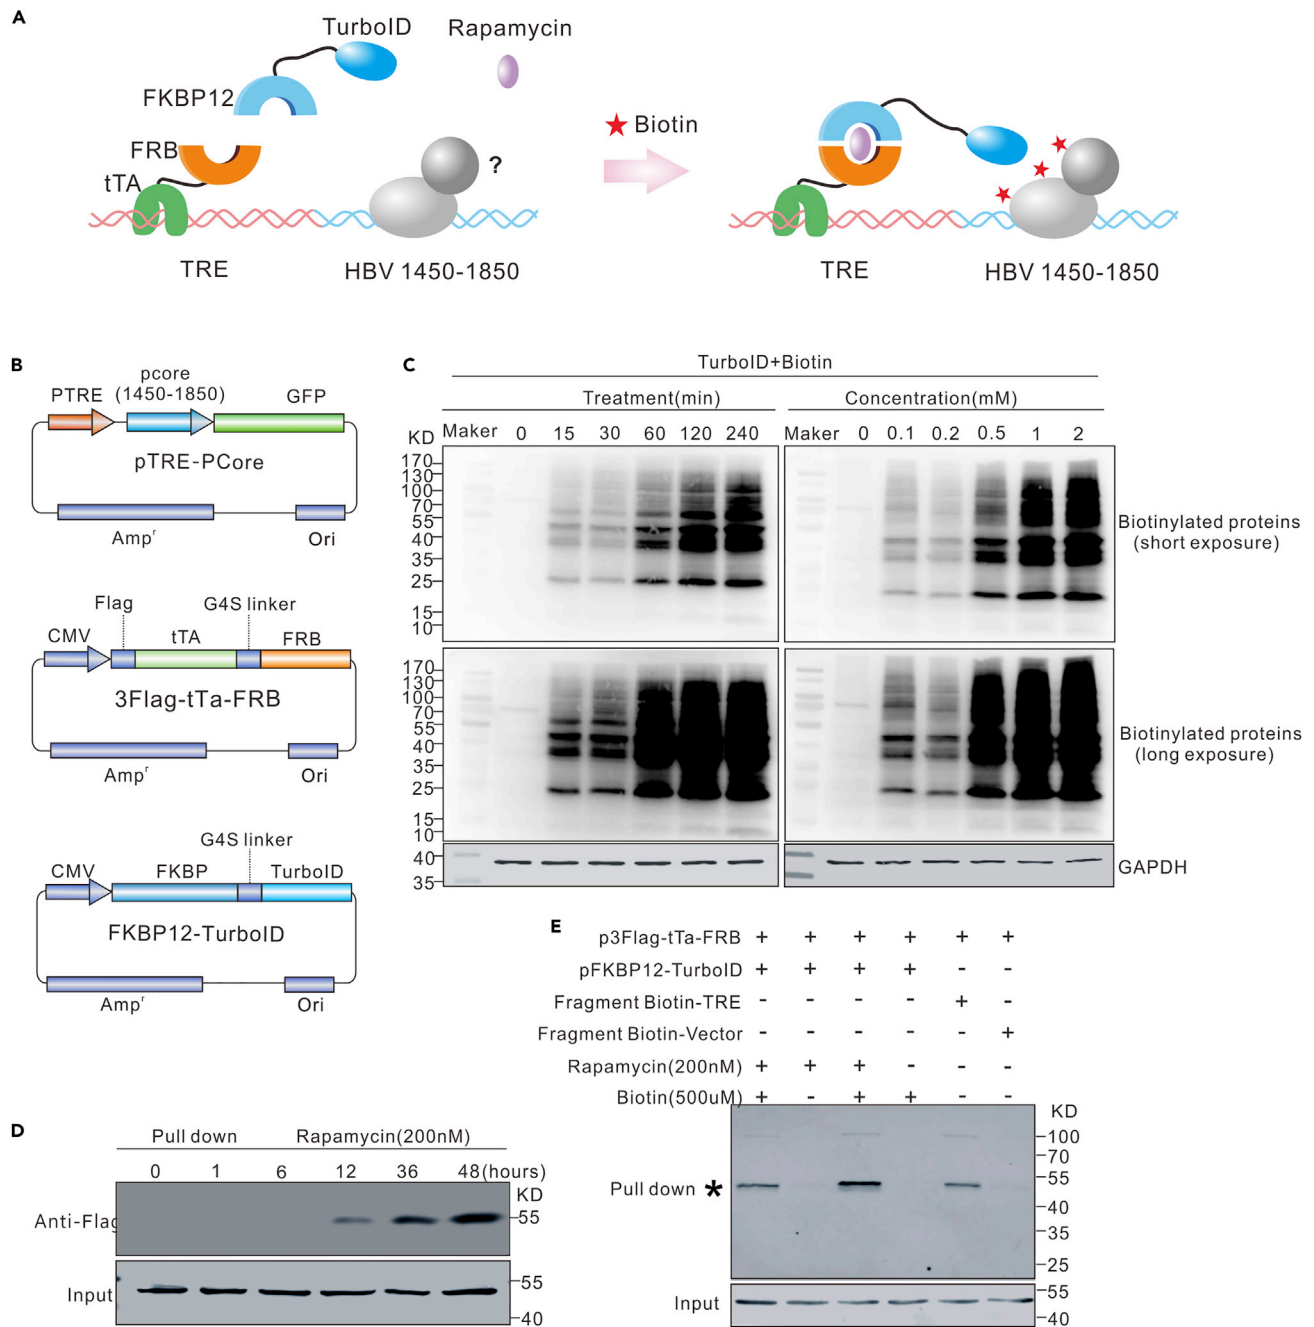 A
TurboID
Rapamycin
FKBP12
FRB
tTA
?
Biotin
TRE
HBV 1450-1850
TRE
HBV 1450-1850
B
PTRE
pcore
(1450-1850)
GFP
pTRE-PCore
Ampʳ
Ori
Flag
G4S linker
CMV
tTA
FRB
3Flag-tTa-FRB
Ampʳ
Ori
G4S linker
CMV
FKBP
TurboID
FKBP12-TurboID
Ampʳ
Ori
C
TurboID+Biotin
Treatment(min)
Concentration(mM)
KD
Maker 0 15 30 60 120 240
Maker 0 0.1 0.2 0.5 1 2
170
130
100
70
55
40
35
25
15
10
Biotinylated proteins
(short exposure)
170
130
100
70
55
40
35
25
15
10
Biotinylated proteins
(long exposure)
40
35
GAPDH
D
Pull down
Rapamycin(200nM)
0 1 6 12 36 48(hours)
KD
Anti-Flag
55
Input
55
40
E
p3Flag-tTa-FRB + + + + + +
pFKBP12-TurboID + + + + - -
Fragment Biotin-TRE - - - - + -
Fragment Biotin-Vector - - - - - +
Rapamycin(200nM) + + + - - -
Biotin(500uM) + - + + - -
KD
100
70
Pull down *
55
40
35
25
Input
55
40